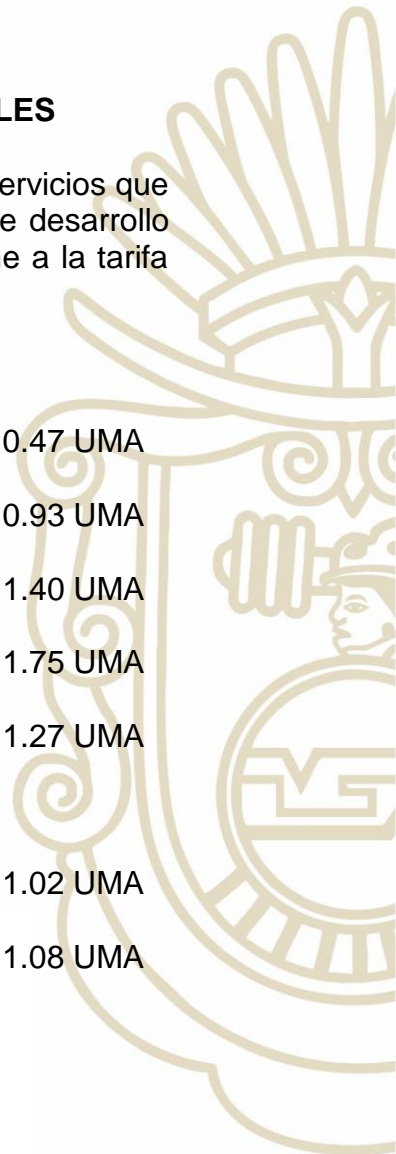 LES
ervicios que
e desarrollo
ne a la tarifa
0.47 UMA
0.93 UMA
1.40 UMA
1.75 UMA
1.27 UMA
1.02 UMA
1.08 UMA